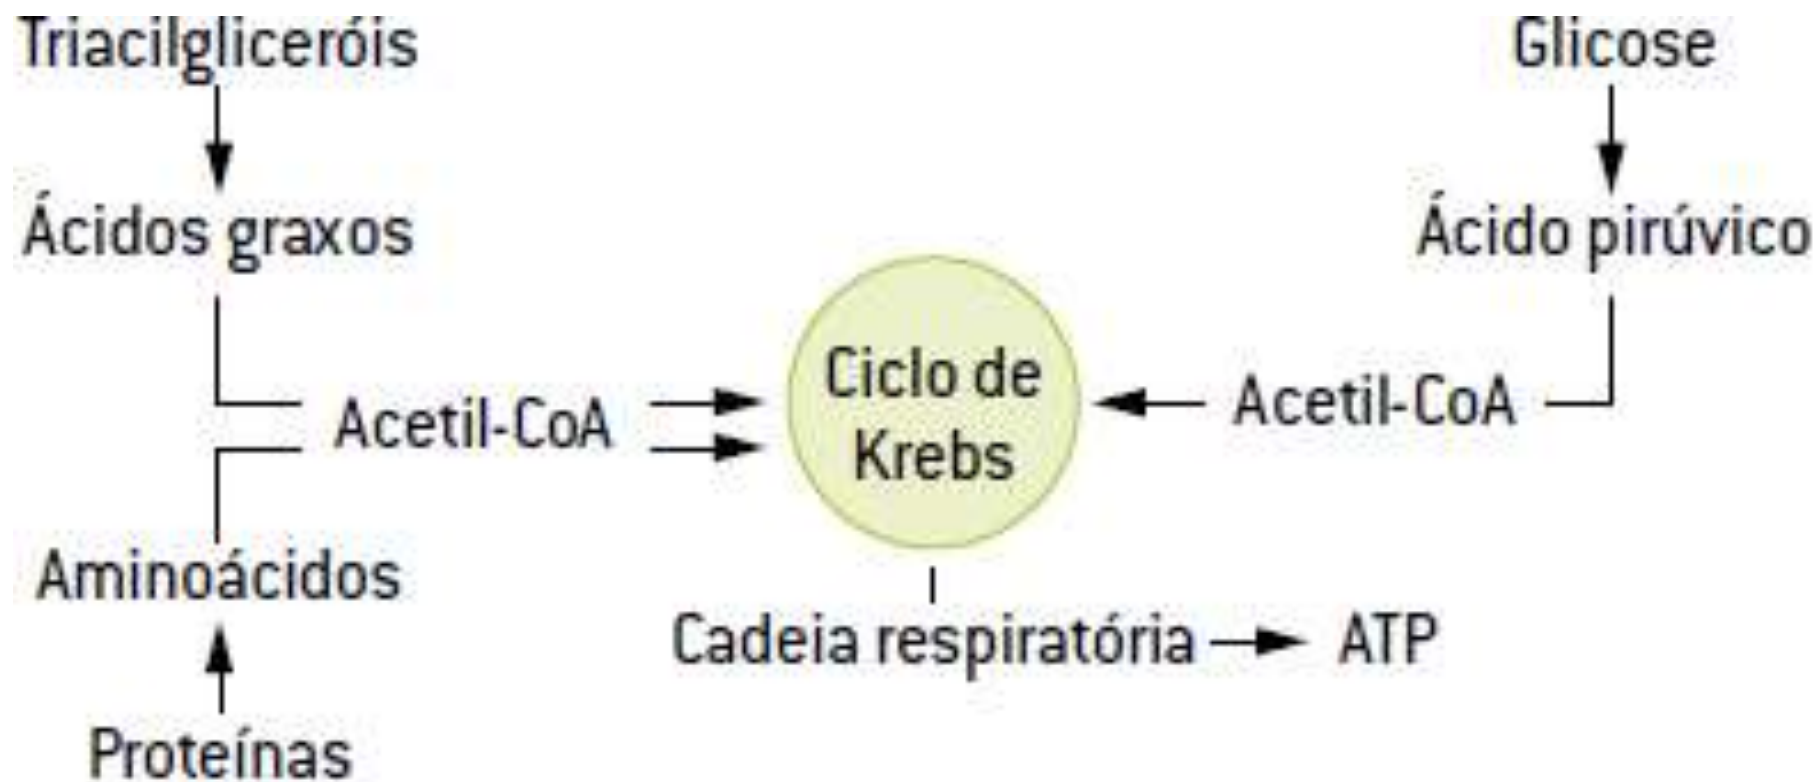 Triacilgliceróis
Glicose
Ácidos graxos
Ácido pirúvico
Ciclo de
Krebs
Acetil-CoA
Acetil-CoA
Aminoácidos
Cadeia respiratória
ATP
Proteínas